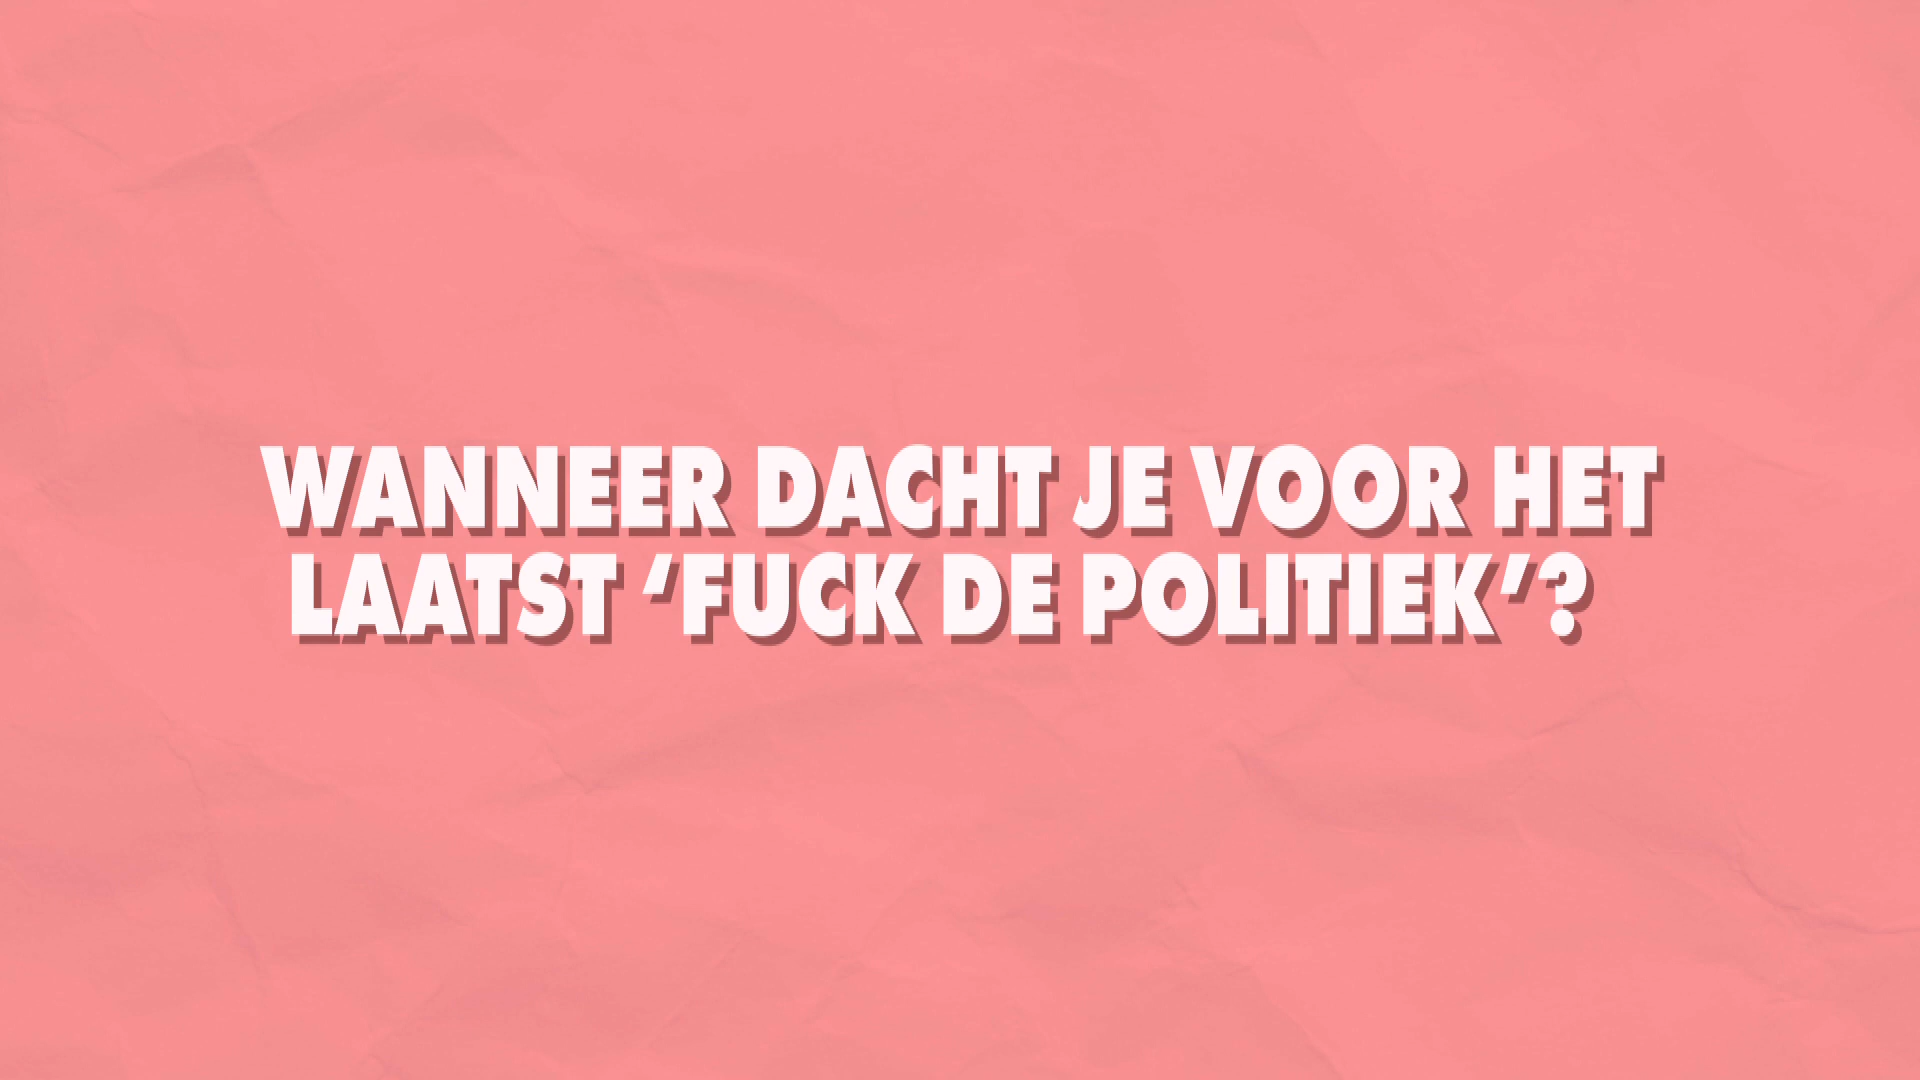 WANNEER DACHT JE VOOR HET
LAATST ‘FUCK DE POLITIEK’?